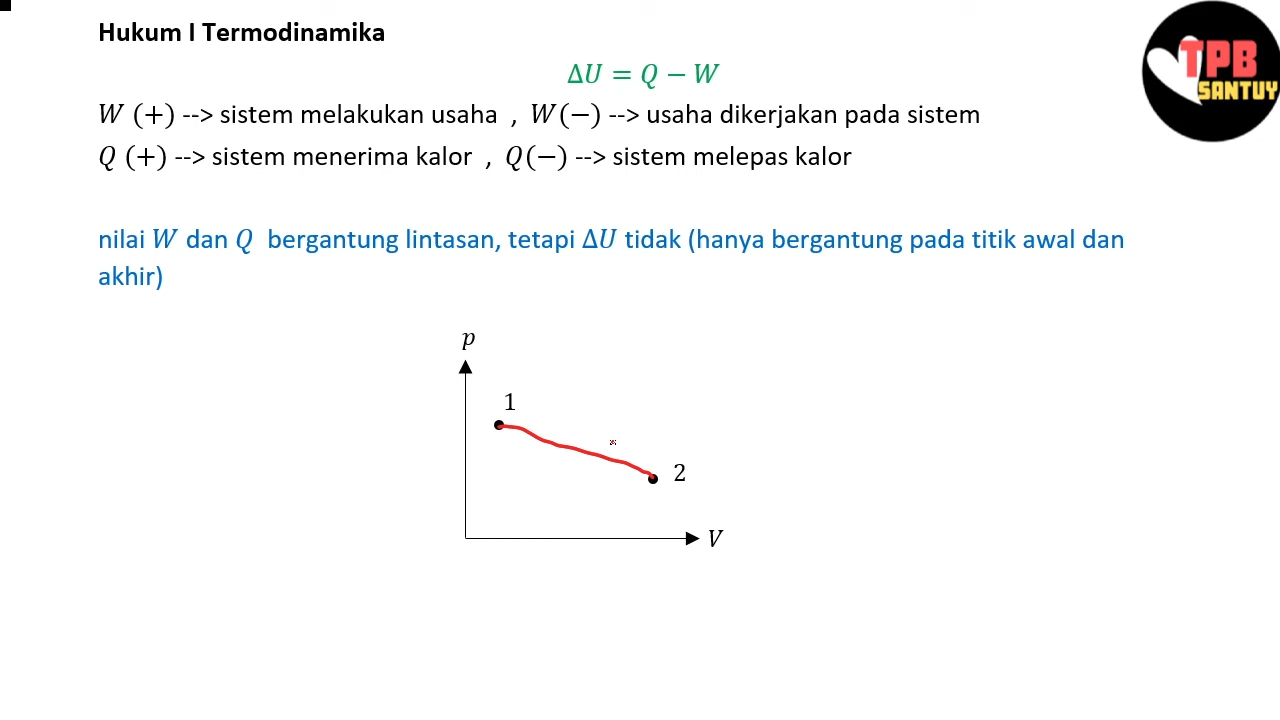 Hukum I Termodinamika
TPB
SANTUY
ΔU = Q − W
W (+) --> sistem melakukan usaha , W(−) --> usaha dikerjakan pada sistem
Q (+) --> sistem menerima kalor , Q(−) --> sistem melepas kalor
nilai W dan Q bergantung lintasan, tetapi ΔU tidak (hanya bergantung pada titik awal dan
akhir)
p
1
2
V